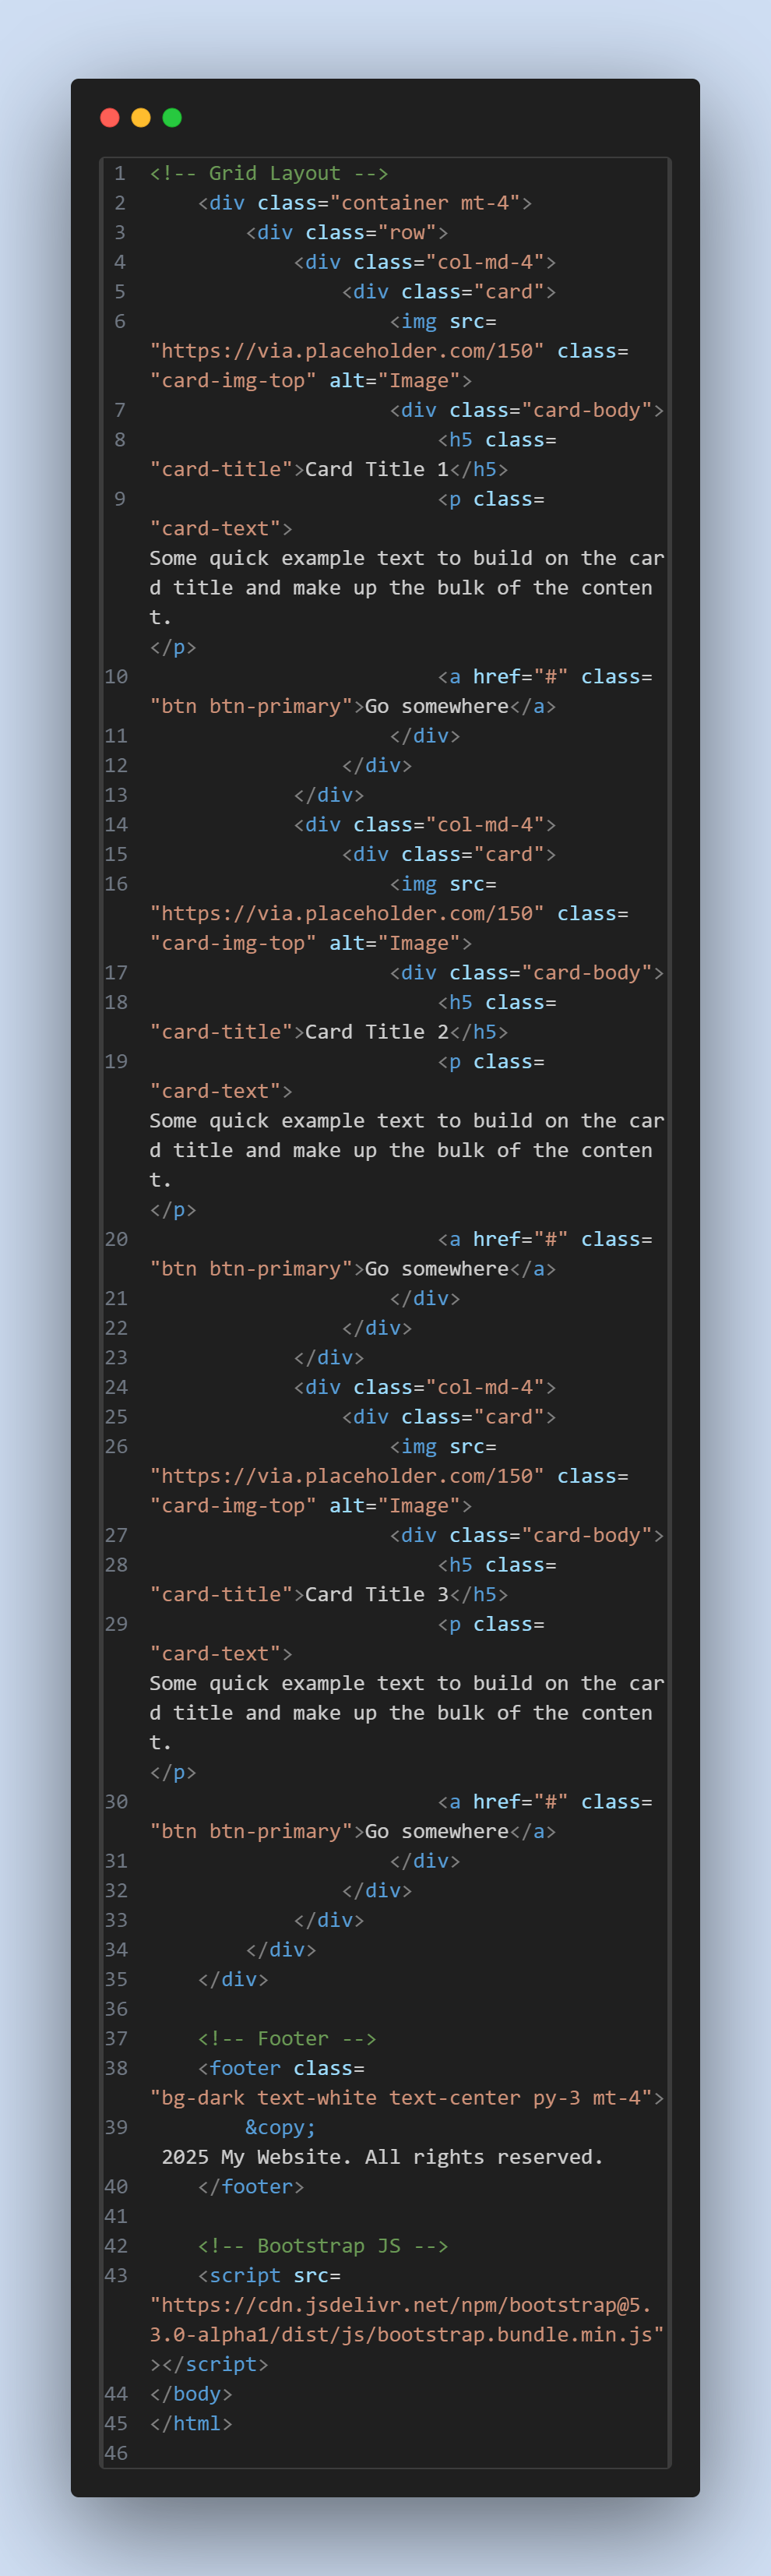 1 <!-- Grid Layout -->
2     <div class="container mt-4">
3         <div class="row">
4             <div class="col-md-4">
5                 <div class="card">
6                     <img src=
"https://via.placeholder.com/150" class=
"card-img-top" alt="Image">
7                     <div class="card-body">
8                         <h5 class=
"card-title">Card Title 1</h5>
9                         <p class=
"card-text">
Some quick example text to build on the car
d title and make up the bulk of the conten
t.
</p>
10                         <a href="#" class=
"btn btn-primary">Go somewhere</a>
11                     </div>
12                 </div>
13             </div>
14             <div class="col-md-4">
15                 <div class="card">
16                     <img src=
"https://via.placeholder.com/150" class=
"card-img-top" alt="Image">
17                     <div class="card-body">
18                         <h5 class=
"card-title">Card Title 2</h5>
19                         <p class=
"card-text">
Some quick example text to build on the car
d title and make up the bulk of the conten
t.
</p>
20                         <a href="#" class=
"btn btn-primary">Go somewhere</a>
21                     </div>
22                 </div>
23             </div>
24             <div class="col-md-4">
25                 <div class="card">
26                     <img src=
"https://via.placeholder.com/150" class=
"card-img-top" alt="Image">
27                     <div class="card-body">
28                         <h5 class=
"card-title">Card Title 3</h5>
29                         <p class=
"card-text">
Some quick example text to build on the car
d title and make up the bulk of the conten
t.
</p>
30                         <a href="#" class=
"btn btn-primary">Go somewhere</a>
31                     </div>
32                 </div>
33             </div>
34         </div>
35     </div>
36
37     <!-- Footer -->
38     <footer class=
"bg-dark text-white text-center py-3 mt-4">
39         &copy;
 2025 My Website. All rights reserved.
40     </footer>
41
42     <!-- Bootstrap JS -->
43     <script src=
"https://cdn.jsdelivr.net/npm/bootstrap@5.
3.0-alpha1/dist/js/bootstrap.bundle.min.js"
></script>
44 </body>
45 </html>
46